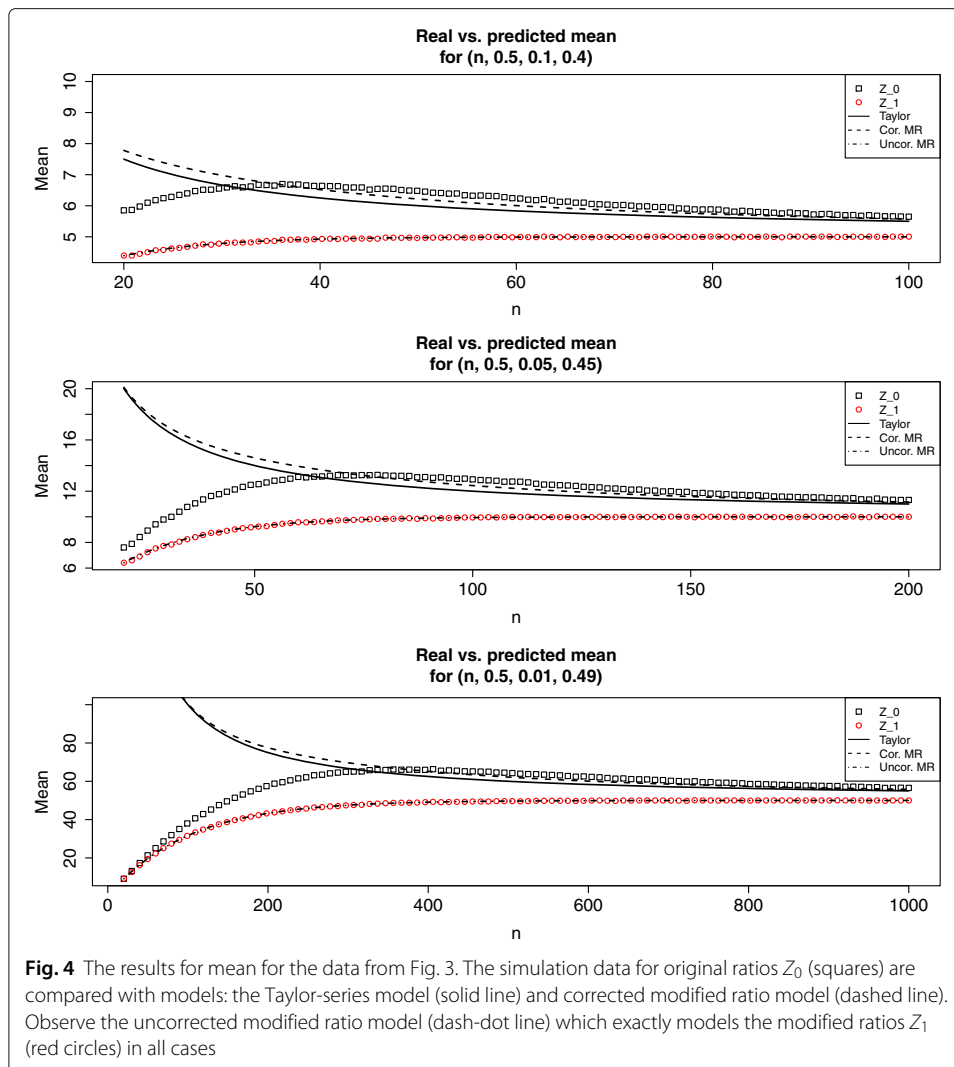 Real vs. predicted mean
for (n, 0.5, 0.1, 0.4)
10
9
8
7
6
5
Mean
Z_0
Z_1
Taylor
Cor. MR
Uncor. MR
20 40 60 80 100
n
Real vs. predicted mean
for (n, 0.5, 0.05, 0.45)
20
16
12
8
6
Mean
Z_0
Z_1
Taylor
Cor. MR
Uncor. MR
50 100 150 200
n
Real vs. predicted mean
for (n, 0.5, 0.01, 0.49)
80
60
40
20
Mean
Z_0
Z_1
Taylor
Cor. MR
Uncor. MR
0 200 400 600 800 1000
n
Fig. 4 The results for mean for the data from Fig. 3. The simulation data for original ratios Z0 (squares) are
compared with models: the Taylor-series model (solid line) and corrected modified ratio model (dashed line).
Observe the uncorrected modified ratio model (dash-dot line) which exactly models the modified ratios Z1
(red circles) in all cases